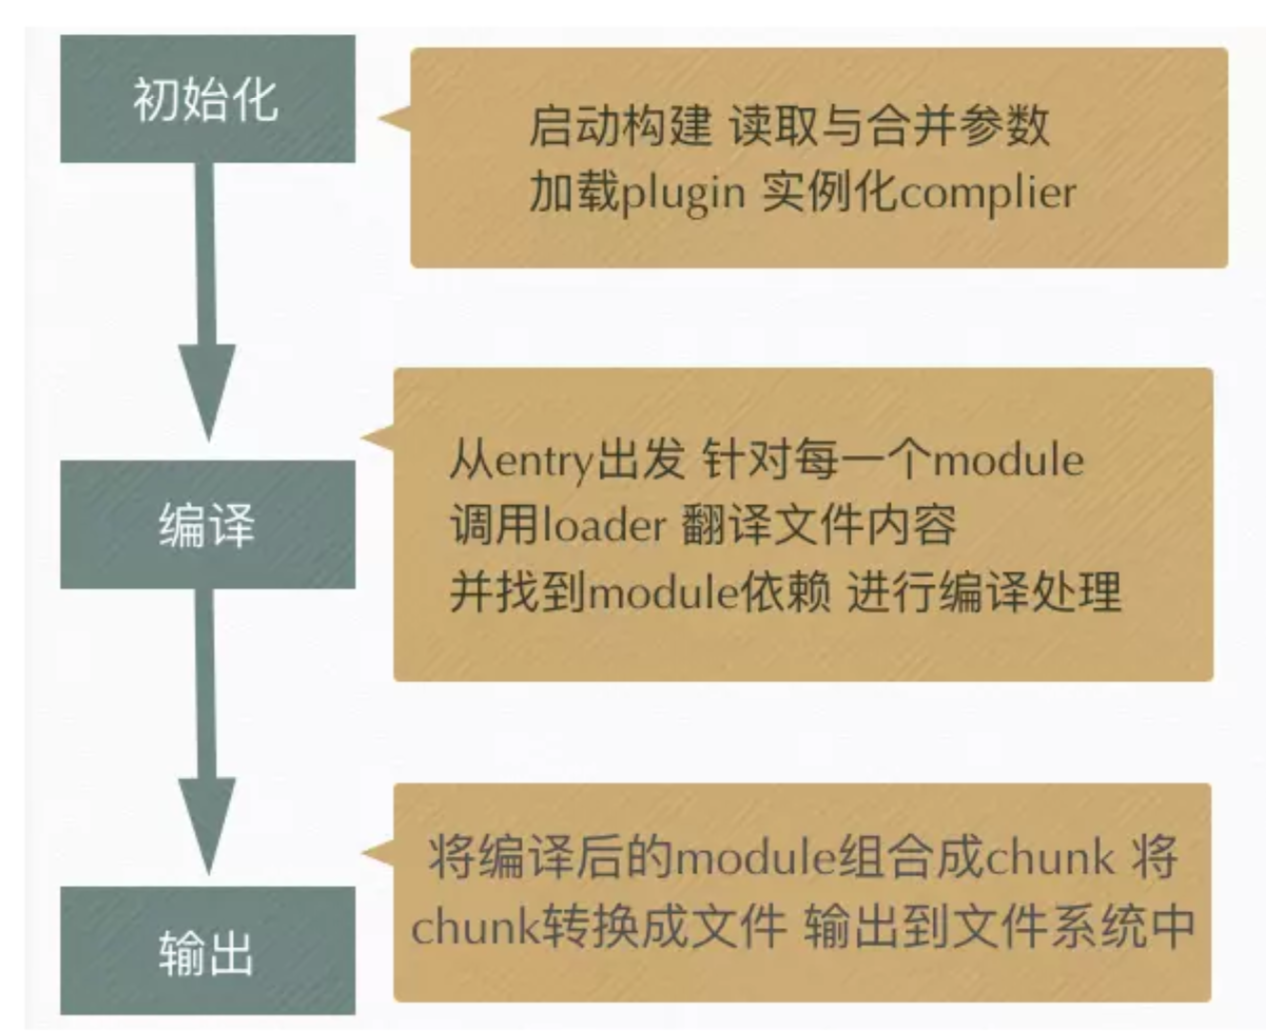 初始化
启动构建 读取与合并参数
加载plugin 实例化complier
编译
从entry出发 针对每一个module
调用loader 翻译文件内容
并找到module依赖 进行编译处理
输出
将编译后的module组合成chunk 将
chunk转换成文件 输出到文件系统中